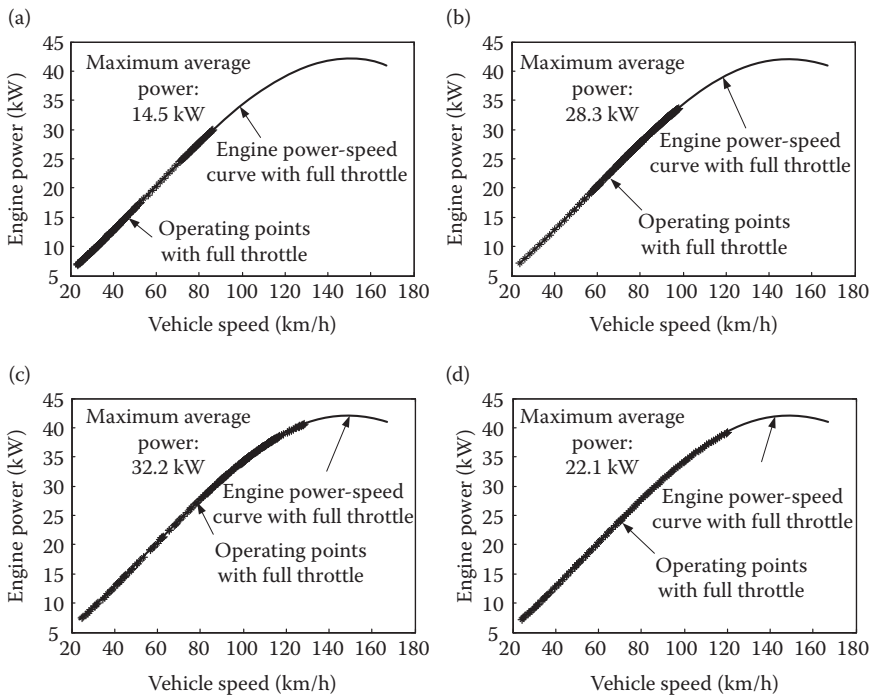 (a)
45
40
35
30
25
20
15
10
5
Engine power (kW)
Maximum average
power:
14.5 kW
Engine power-speed
curve with full throttle
Operating points
with full throttle
20 40 60 80 100 120 140 160 180
Vehicle speed (km/h)
(b)
45
40
35
30
25
20
15
10
5
Engine power (kW)
Maximum average
power:
28.3 kW
Engine power-speed
curve with full throttle
Operating points
with full throttle
20 40 60 80 100 120 140 160 180
Vehicle speed (km/h)
(c)
45
40
35
30
25
20
15
10
5
Engine power (kW)
Maximum average
power:
32.2 kW
Engine power-speed
curve with full throttle
Operating points
with full throttle
20 40 60 80 100 120 140 160 180
Vehicle speed (km/h)
(d)
45
40
35
30
25
20
15
10
5
Engine power (kW)
Maximum average
power:
22.1 kW
Engine power-speed
curve with full throttle
Operating points
with full throttle
20 40 60 80 100 120 140 160 180
Vehicle speed (km/h)